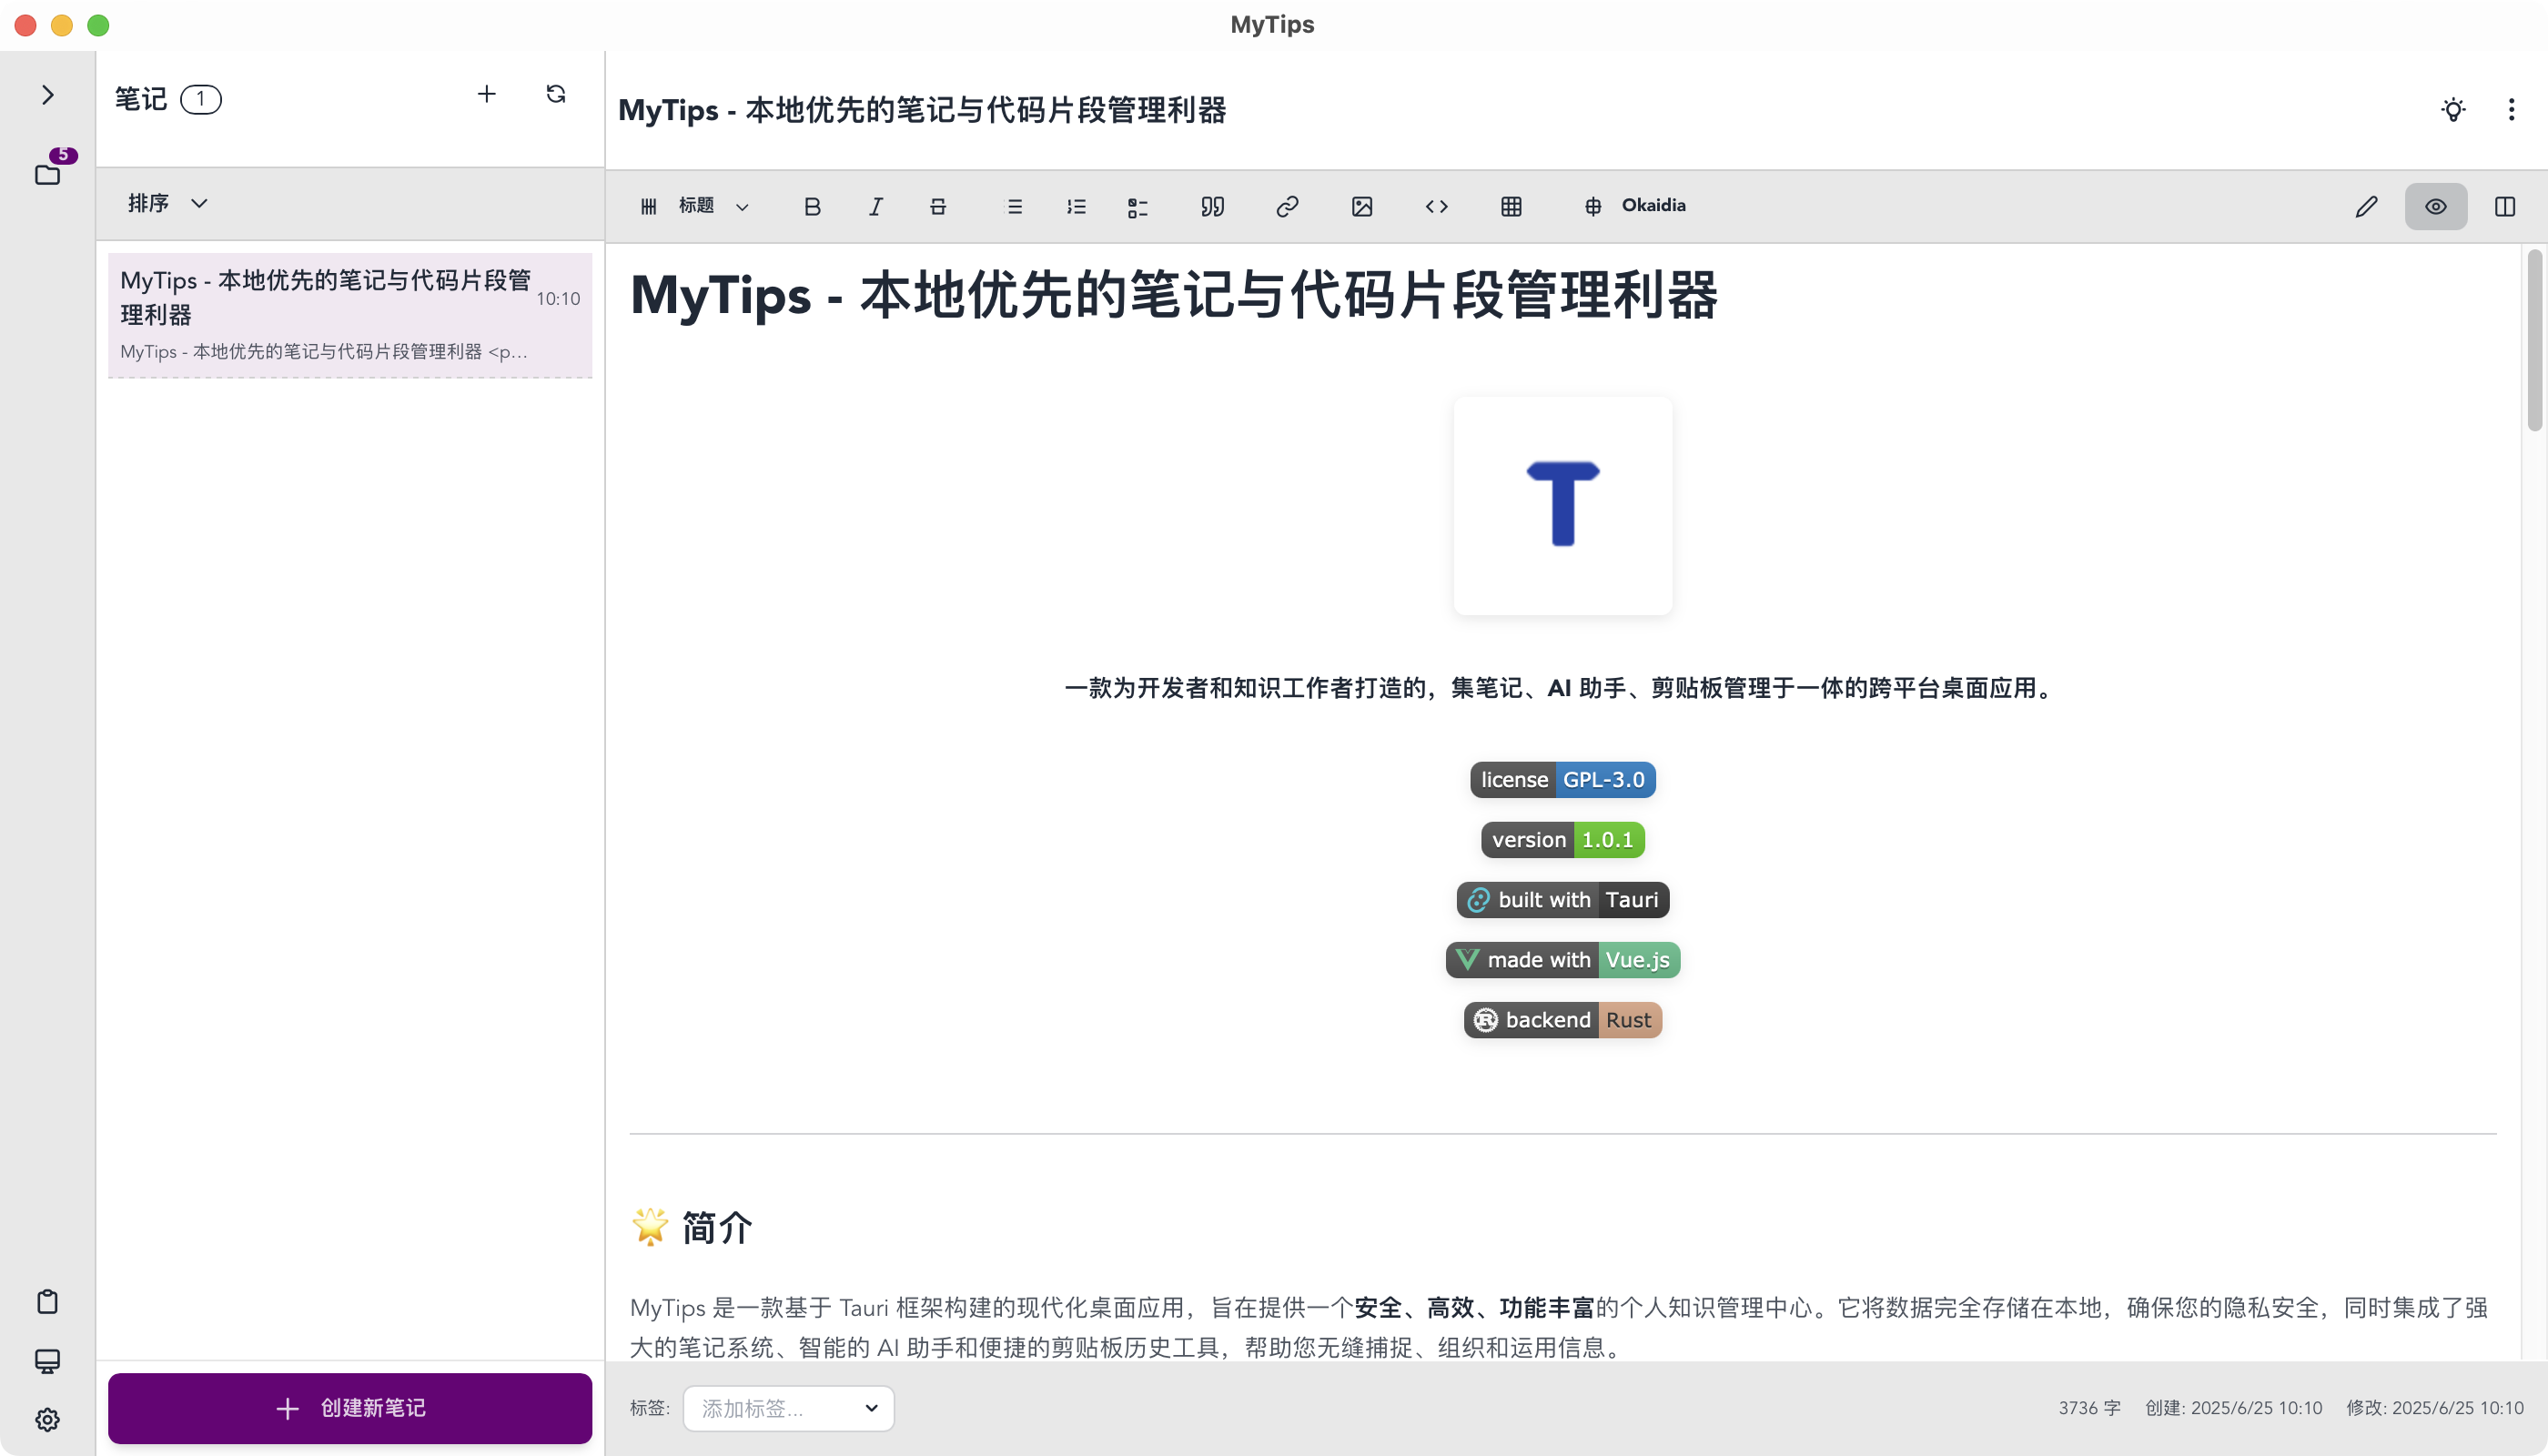 MyTips
笔记 1
5
排序
MyTips - 本地优先的笔记与代码片段管
理利器
10:10
MyTips - 本地优先的笔记与代码片段管理利器 <p...
创建新笔记
MyTips - 本地优先的笔记与代码片段管理利器
标题 Okaidia
MyTips - 本地优先的笔记与代码片段管理利器
T
一款为开发者和知识工作者打造的，集笔记、AI 助手、剪贴板管理于一体的跨平台桌面应用。
license GPL-3.0
version 1.0.1
built with Tauri
made with Vue.js
backend Rust
🌟 简介
MyTips 是一款基于 Tauri 框架构建的现代化桌面应用，旨在提供一个安全、高效、功能丰富的个人知识管理中心。它将数据完全存储在本地，确保您的隐私安全，同时集成了强
大的笔记系统、智能的 AI 助手和便捷的剪贴板历史工具，帮助您无缝捕捉、组织和运用信息。
标签: 添加标签...
3736 字 创建: 2025/6/25 10:10 修改: 2025/6/25 10:10